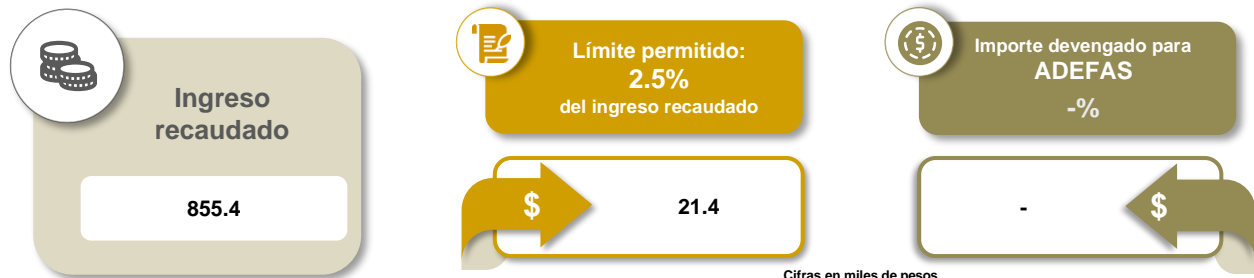 Ingreso
recaudado
855.4
Límite permitido:
2.5%
del ingreso recaudado
$
21.4
Importe devengado para
ADEFAS
-%
-
$
Cifras en miles de pesos